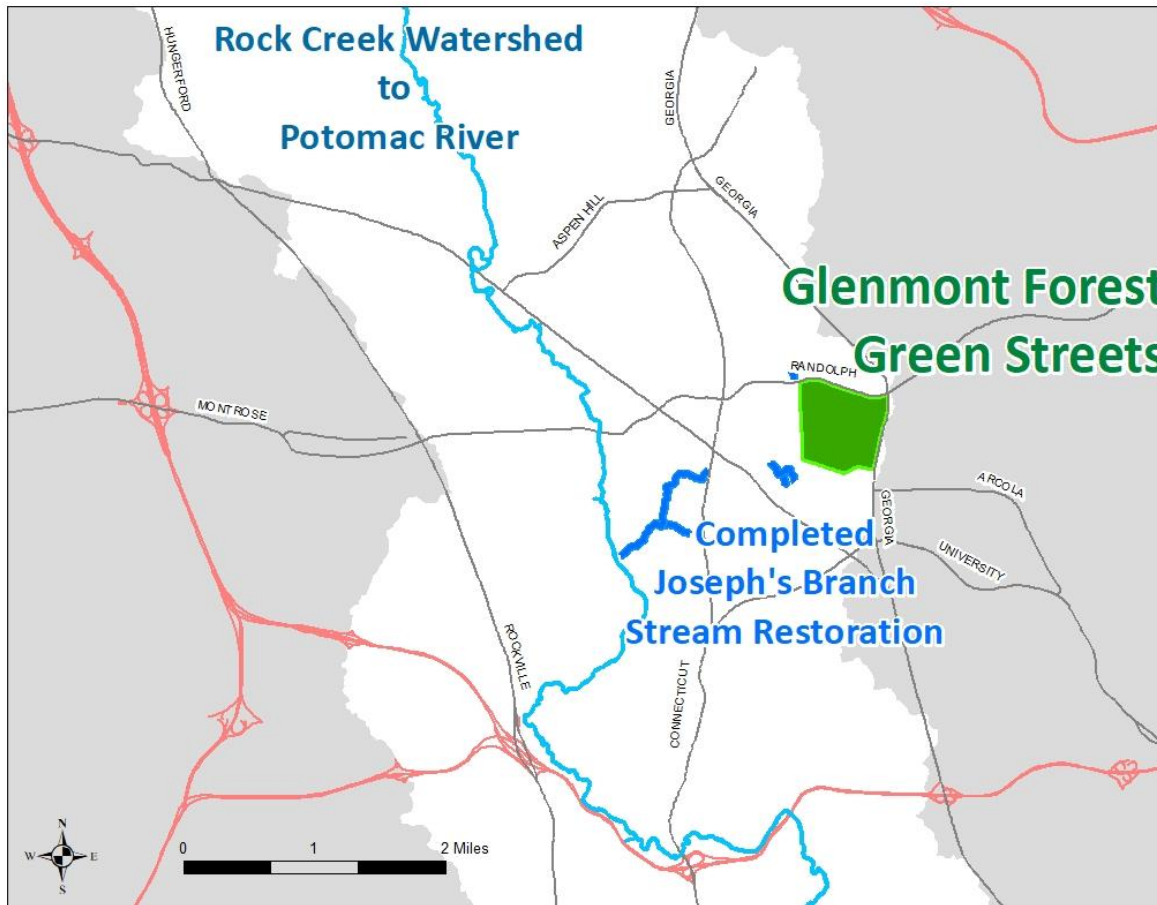 Rock Creek Watershed
to
Potomac River
HUNGERFORD
GEORGIA
GEORGIA
ASPEN HILL
Glenmont Forest
Green Streets
RANDOLPH
MONTROSE
ARCOLA
GEORGIA
UNIVERSITY
Completed
Joseph's Branch
Stream Restoration
ROCKVILLE
CONNECTICUT
N
W E
S
0 1 2 Miles